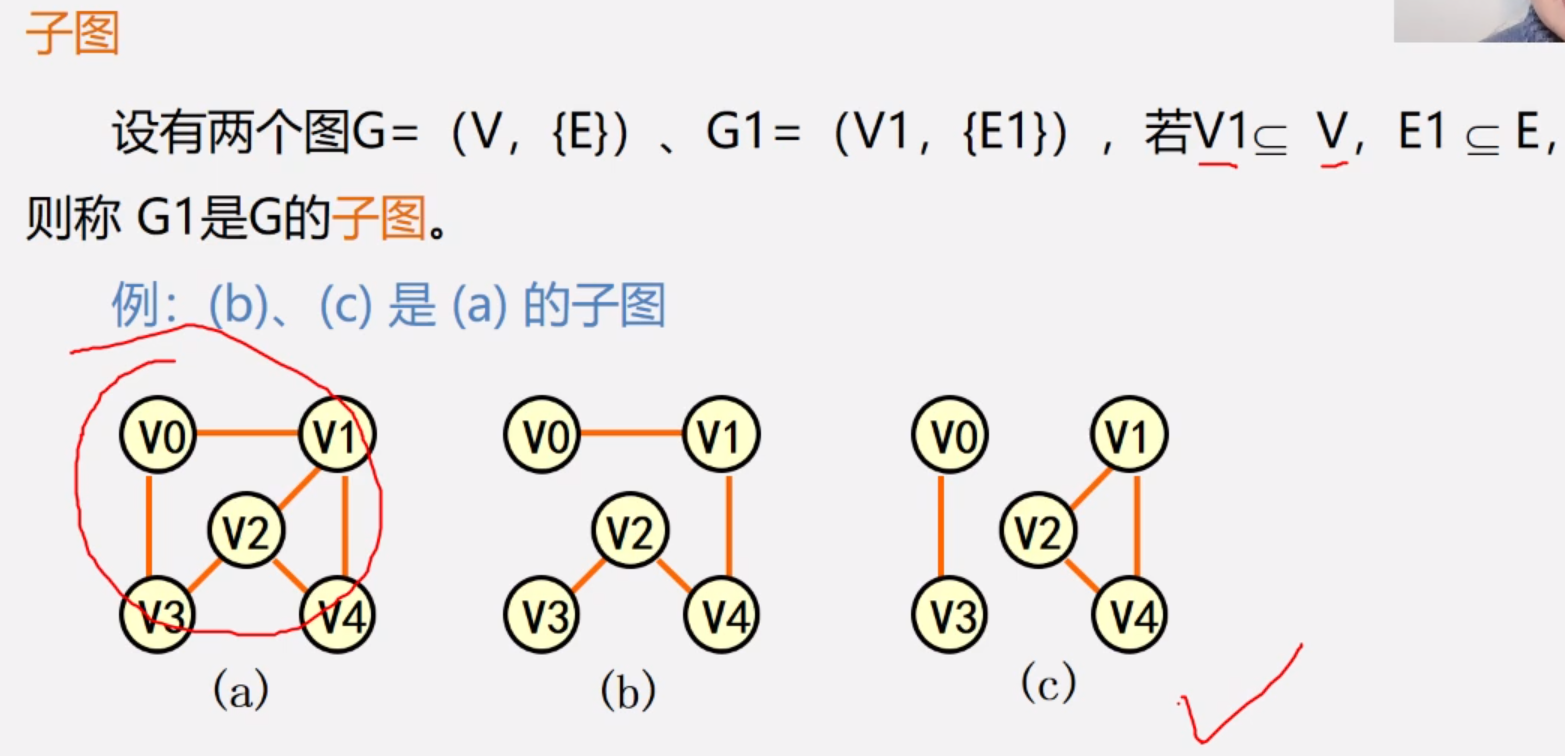 子图
设有两个图G=（V，{E}）、G1=（V1，{E1}），若V1⊆ V，E1 ⊆ E，
则称 G1是G的子图。
例：(b)、(c) 是 (a) 的子图
V0 V1 V0 V1 V0 V1
V2 V2 V2
V3 V4 V3 V4 V3 V4
(a) (b) (c)